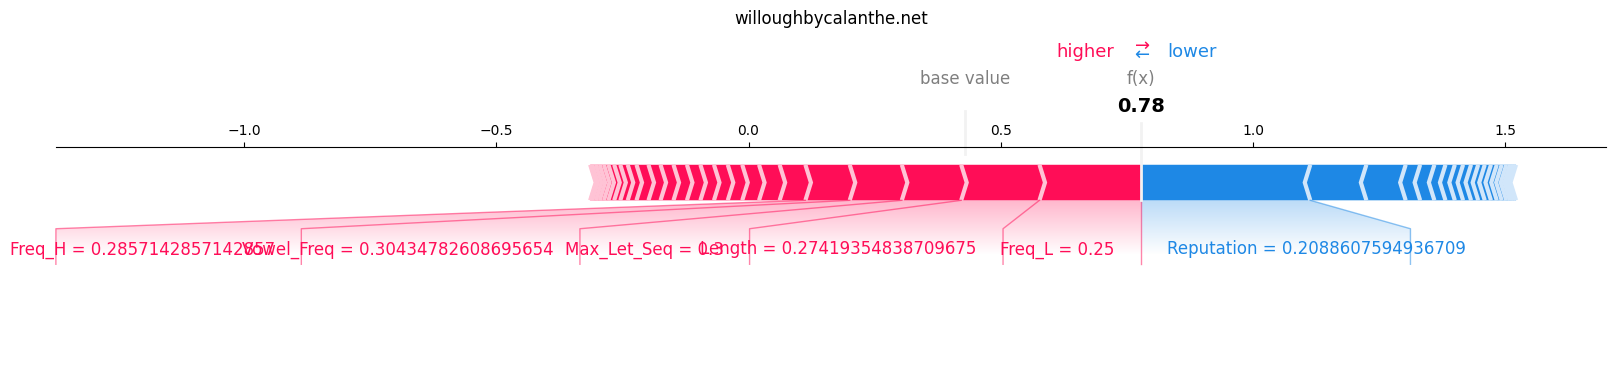 willoughbycalanthe.net
higher ⇄ lower
base value f(x)
0.78
−1.0 −0.5 0.0 0.5 1.0 1.5
Freq_H = 0.2857142857142857 Vowel_Freq = 0.30434782608695654 Max_Let_Seq = 0.3 Length = 0.27419354838709675 Freq_L = 0.25 Reputation = 0.2088607594936709